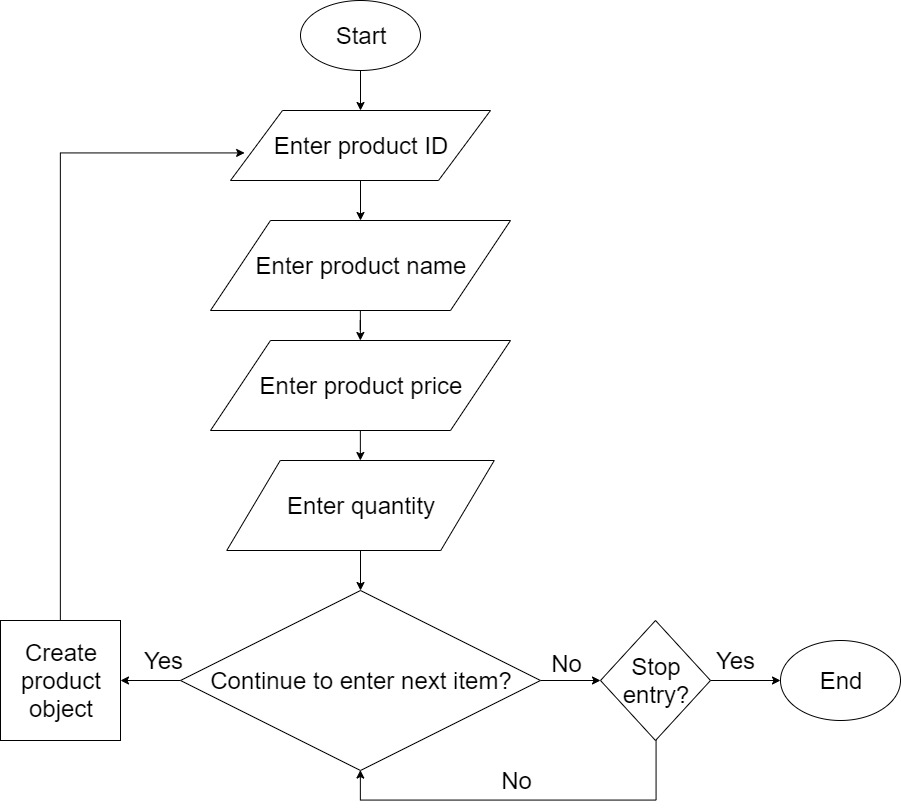 Start
Enter product ID
Enter product name
Enter product price
Enter quantity
Continue to enter next item?
Yes
Create
product
object
No
Stop
entry?
Yes
End
No